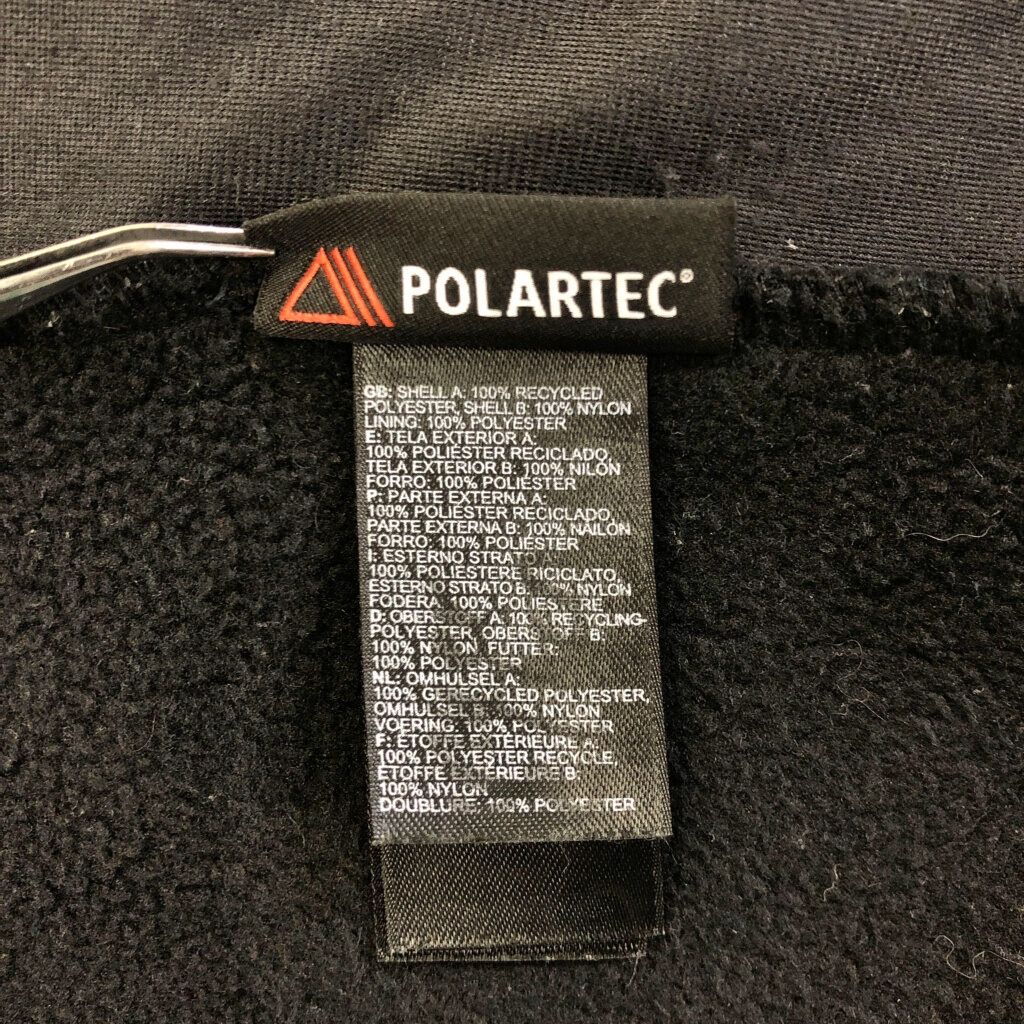 POLARTEC®
GB: SHELL A: 100% RECYCLED
POLYESTER, SHELL B: 100% NYLON
LINING: 100% POLYESTER
E: TELA EXTERIOR A:
100% POLIÉSTER RECICLADO,
TELA EXTERIOR B: 100% NILÓN
FORRO: 100% POLIÉSTER
P: PARTE EXTERNA A:
100% POLIÉSTER RECICLADO,
PARTE EXTERNA B: 100% NÁILON
FORRO: 100% POLIÉSTER
I: ESTERNO STRATO
100% POLIESTERE RICICLATO,
ESTERNO STRATO B: 100% NYLON
FODERA: 100% POLIESTERE
D: OBERSTOFF A: 100% RECYCLING-
POLYESTER, OBERSTOFF B:
100% NYLON FUTTER:
100% POLYESTER
NL: OMHULSEL A:
100% GERECYCLED POLYESTER,
OMHULSEL B: 100% NYLON
VOERING: 100% POLYESTER
F: ÉTOFFE EXTÉRIEURE A:
100% POLYESTER RECYCLÉ,
ÉTOFFE EXTÉRIEURE B:
100% NYLON
DOUBLURE: 100% POLYESTER